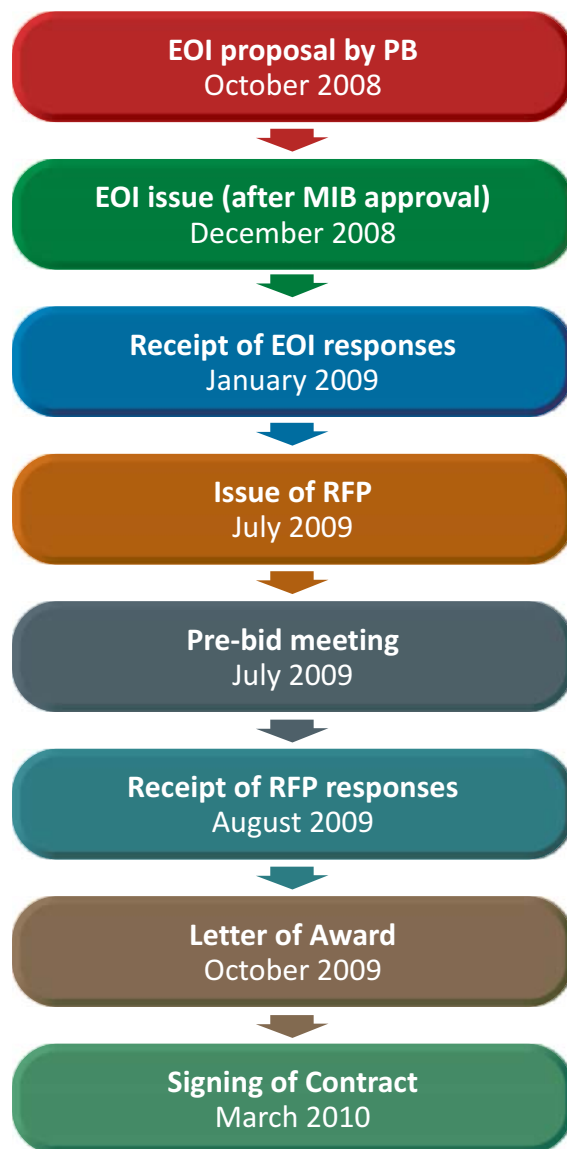 EOI proposal by PB
October 2008
EOI issue (after MIB approval)
December 2008
Receipt of EOI responses
January 2009
Issue of RFP
July 2009
Pre-bid meeting
July 2009
Receipt of RFP responses
August 2009
Letter of Award
October 2009
Signing of Contract
March 2010